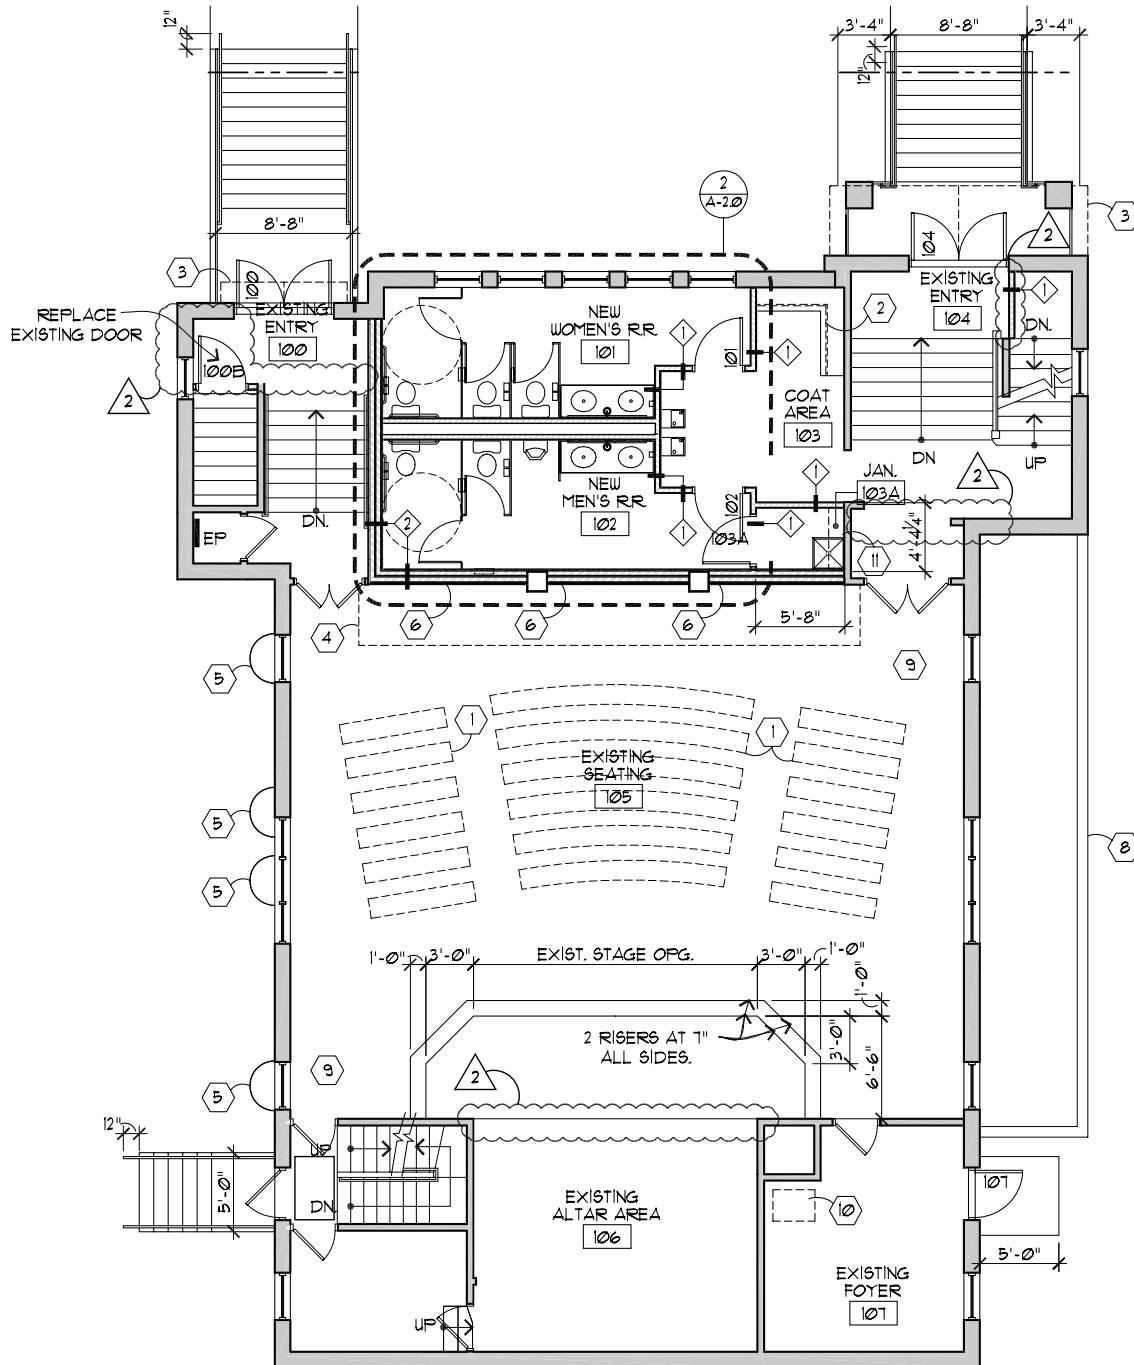 12"
3'-4"
8'-8"
3'-4"
12"
2
A-2.0
3
104
2
8'-8"
3
100
REPLACE
EXISTING DOOR
EXISTING
ENTRY
100
100B
2
NEW
WOMEN'S R.R.
101
1
101
1
2
EXISTING
ENTRY
104
1
DN.
COAT
AREA
103
DN
UP
NEW
MEN'S R.R.
102
1
102
1
1
103A
JAN.
103A
2
4'-4 1/4"
11
EP
DN.
2
4
6
6
6
5'-8"
5
9
1
1
EXISTING
SEATING
105
5
5
8
1'-0"
3'-0"
EXIST. STAGE OPG.
3'-0"
1'-0"
1'-0"
2 RISERS AT 7"
ALL SIDES.
3'-0"
6'-6"
9
5
2
12"
5'-0"
UP
DN.
EXISTING
ALTAR AREA
106
10
107
5'-0"
EXISTING
FOYER
107
UP